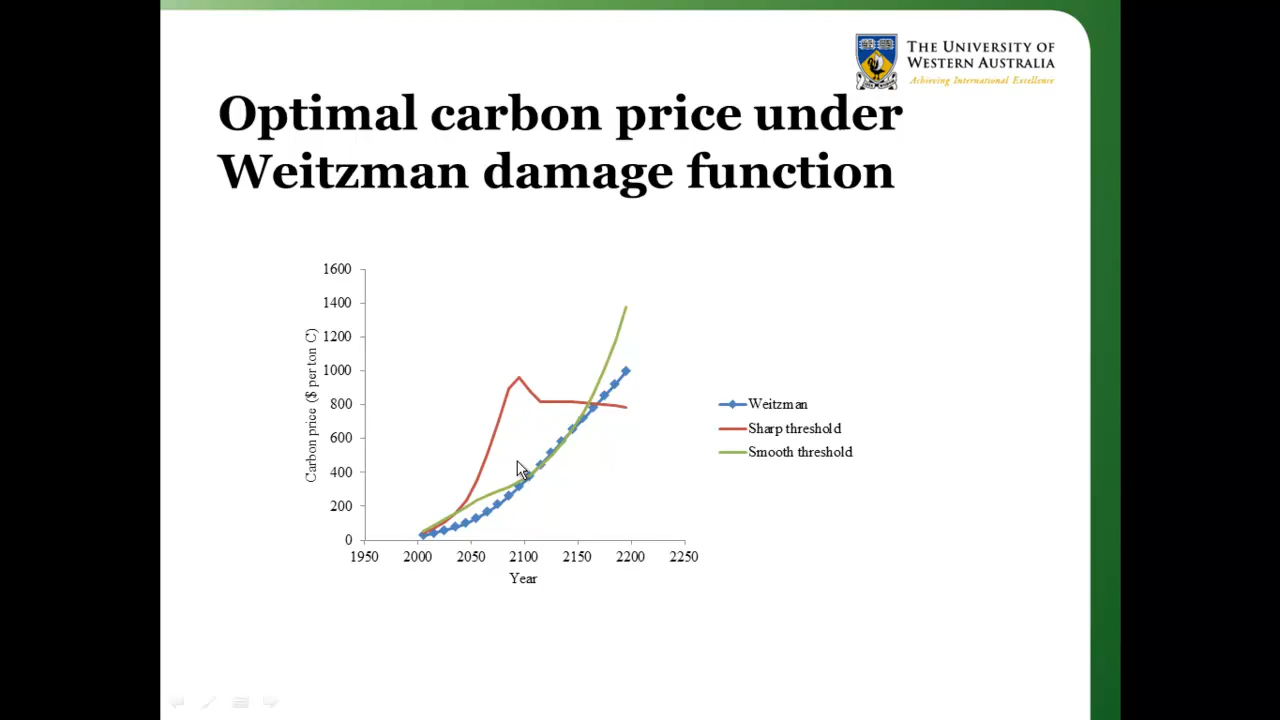 THE UNIVERSITY OF
WESTERN AUSTRALIA
Achieving International Excellence
Optimal carbon price under
Weitzman damage function
1600
1400
1200
1000
800
600
400
200
0
Carbon price ($ per ton C)
1950 2000 2050 2100 2150 2200 2250
Year
Weitzman
Sharp threshold
Smooth threshold